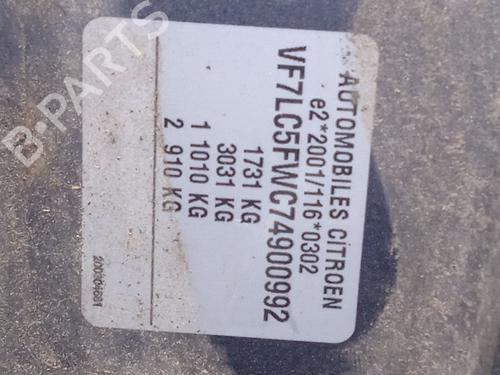 AUTOMOBILES CITROEN
e2*2001/116*0302
VF7LC5FWC74900992
1731 KG
3031 KG
1 1010 KG
2 910 KG
B-PARTS